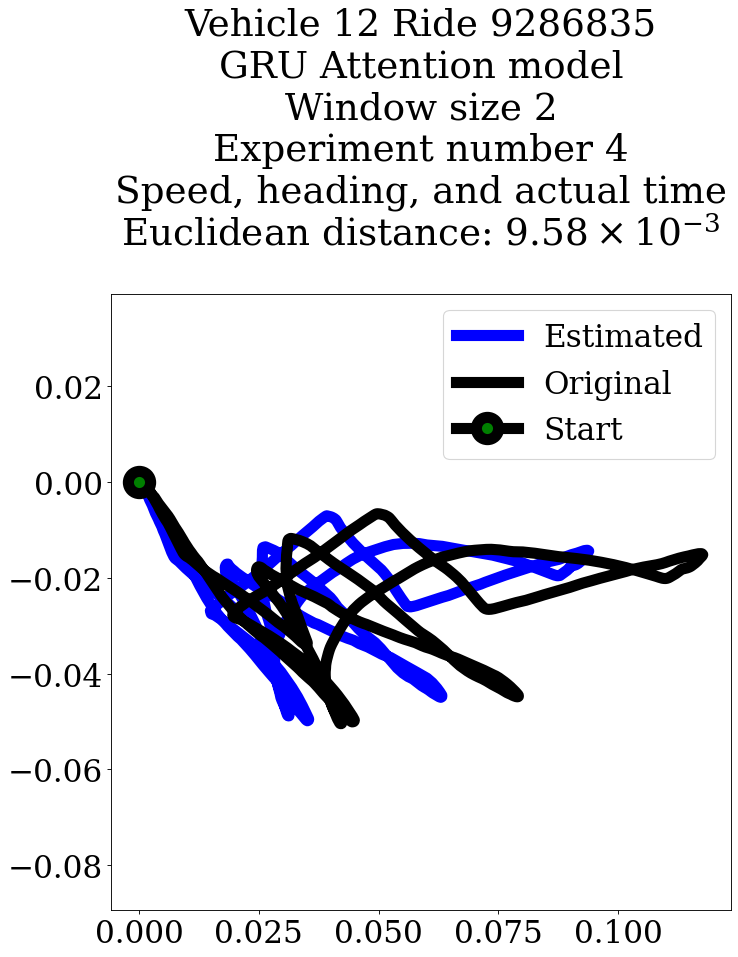 Vehicle 12 Ride 9286835
GRU Attention model
Window size 2
Experiment number 4
Speed, heading, and actual time
Euclidean distance: 9.58 × 10⁻³
Estimated
Original
Start
0.02
0.00
−0.02
−0.04
−0.06
−0.08
0.000 0.025 0.050 0.075 0.100